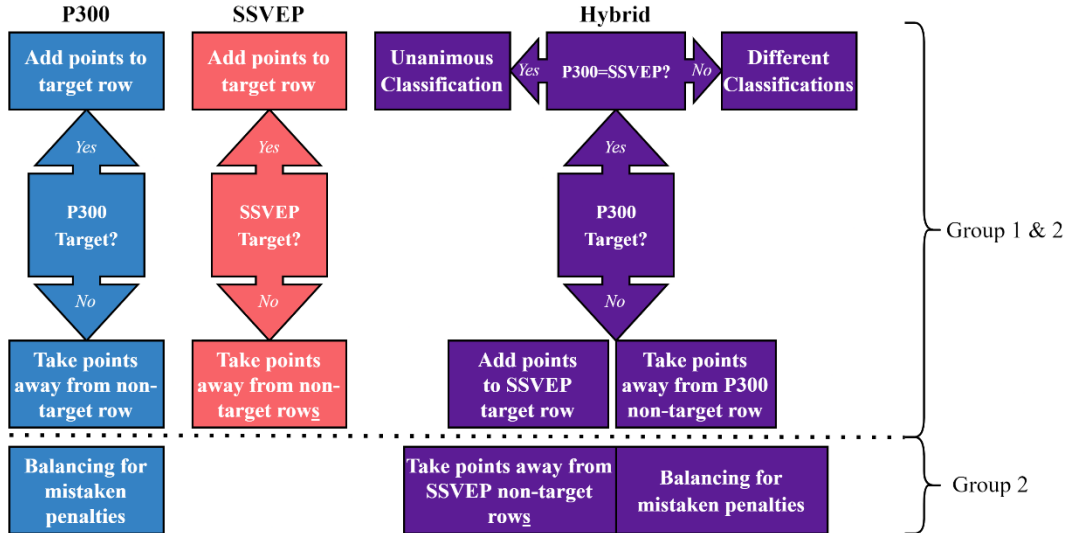 P300
SSVEP
Hybrid
Add points to
target row
Yes
P300
Target?
No
Take points
away from non-
target row
Balancing for
mistaken
penalties
Add points to
target row
Yes
SSVEP
Target?
No
Take points
away from non-
target rows
Unanimous
Classification
Yes
P300=SSVEP?
No
Different
Classifications
Yes
P300
Target?
No
Add points
to SSVEP
target row
Take points
away from P300
non-target row
Take points away from
SSVEP non-target
rows
Balancing for
mistaken penalties
Group 1 & 2
Group 2